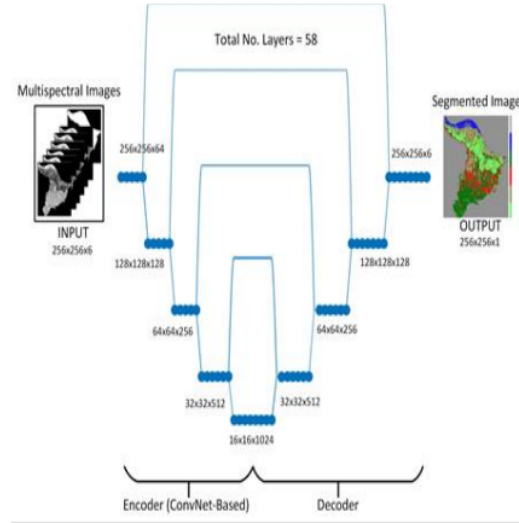 Total No. Layers = 58
Multispectral Images
Segmented Image
256x256x64
256x256x6
INPUT
256x256x6
OUTPUT
256x256x1
128x128x128
128x128x128
64x64x256
64x64x256
32x32x512
32x32x512
16x16x1024
Encoder (ConvNet-Based)
Decoder